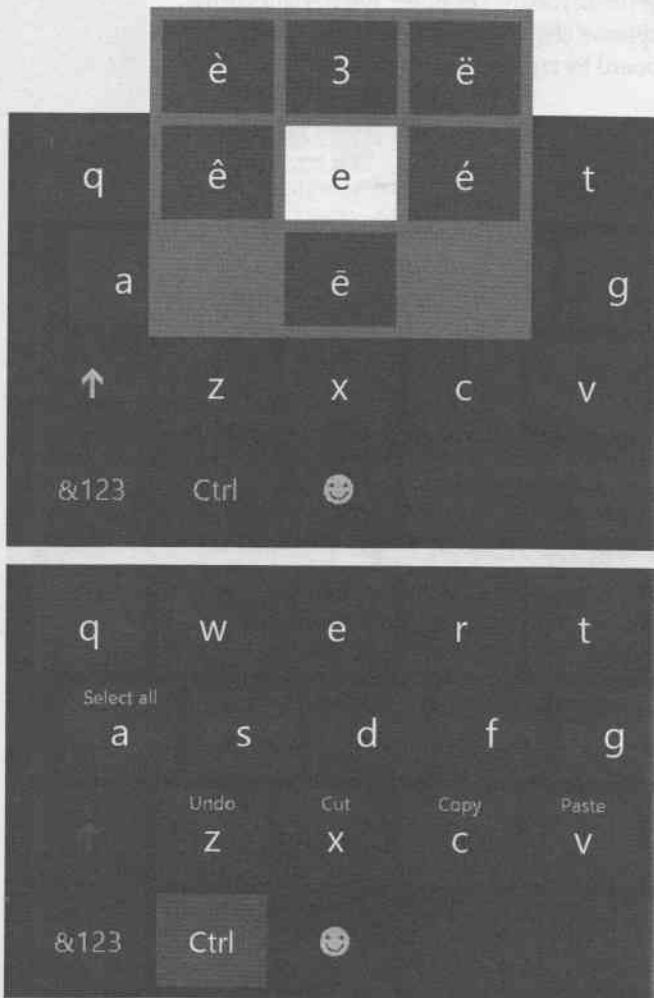 è 3 ë
q ê e é t
a ē g
↑ z x c v
&123 Ctrl
q w e r t
Select all
a s d f g
Undo Cut Copy Paste
↑ z x c v
&123 Ctrl